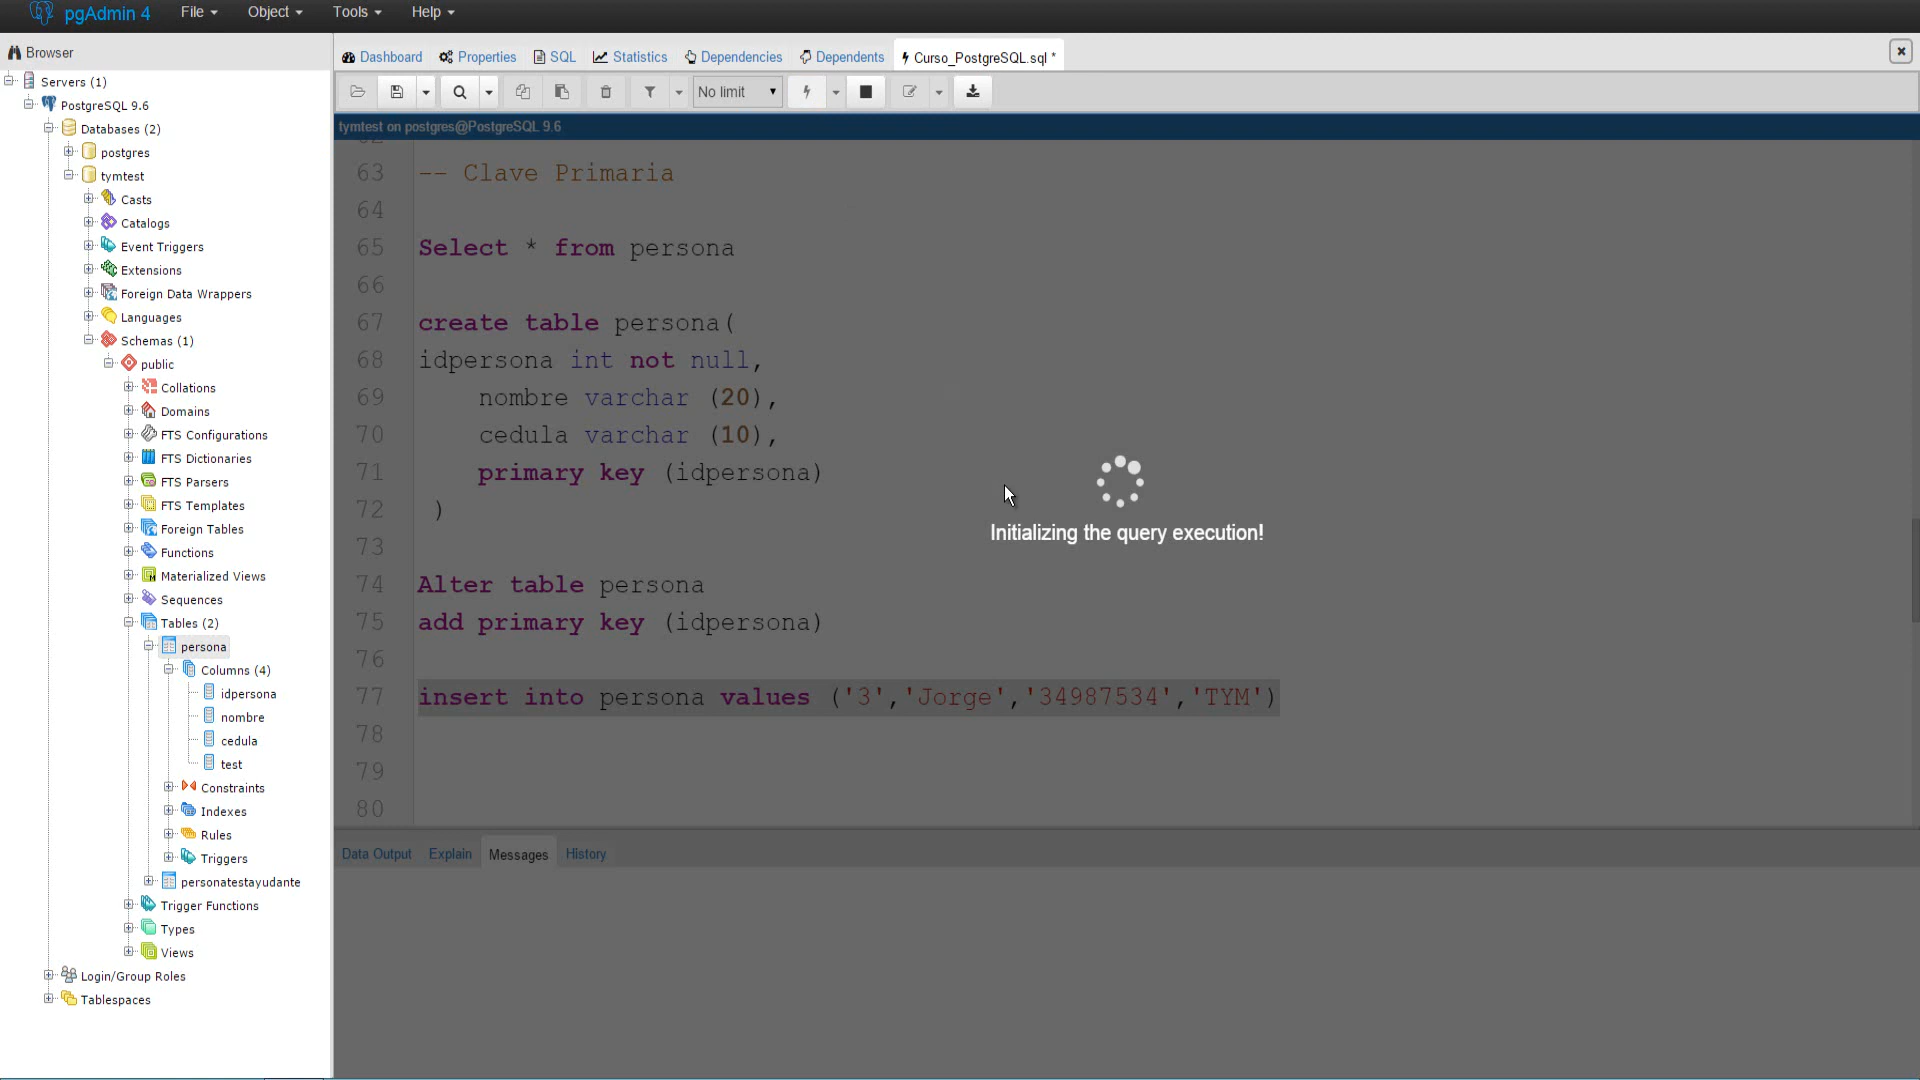 pgAdmin 4 File Object Tools Help
Browser
Servers (1)
PostgreSQL 9.6
Databases (2)
postgres
tymtest
Casts
Catalogs
Event Triggers
Extensions
Foreign Data Wrappers
Languages
Schemas (1)
public
Collations
Domains
FTS Configurations
FTS Dictionaries
FTS Parsers
FTS Templates
Foreign Tables
Functions
Materialized Views
Sequences
Tables (2)
persona
Columns (4)
idpersona
nombre
cedula
test
Constraints
Indexes
Rules
Triggers
personatestayudante
Trigger Functions
Types
Views
Login/Group Roles
Tablespaces
Dashboard Properties SQL Statistics Dependencies Dependents Curso_PostgreSQL.sql *
No limit
tymtest on postgres@PostgreSQL 9.6
62
63 -- Clave Primaria
64
65 Select * from persona
66
67 create table persona(
68 idpersona int not null,
69 nombre varchar (20),
70 cedula varchar (10),
71 primary key (idpersona)
72 )
73
74 Alter table persona
75 add primary key (idpersona)
76
77 insert into persona values ('3','Jorge','34987534','TYM')
78
79
80
Initializing the query execution!
Data Output Explain Messages History